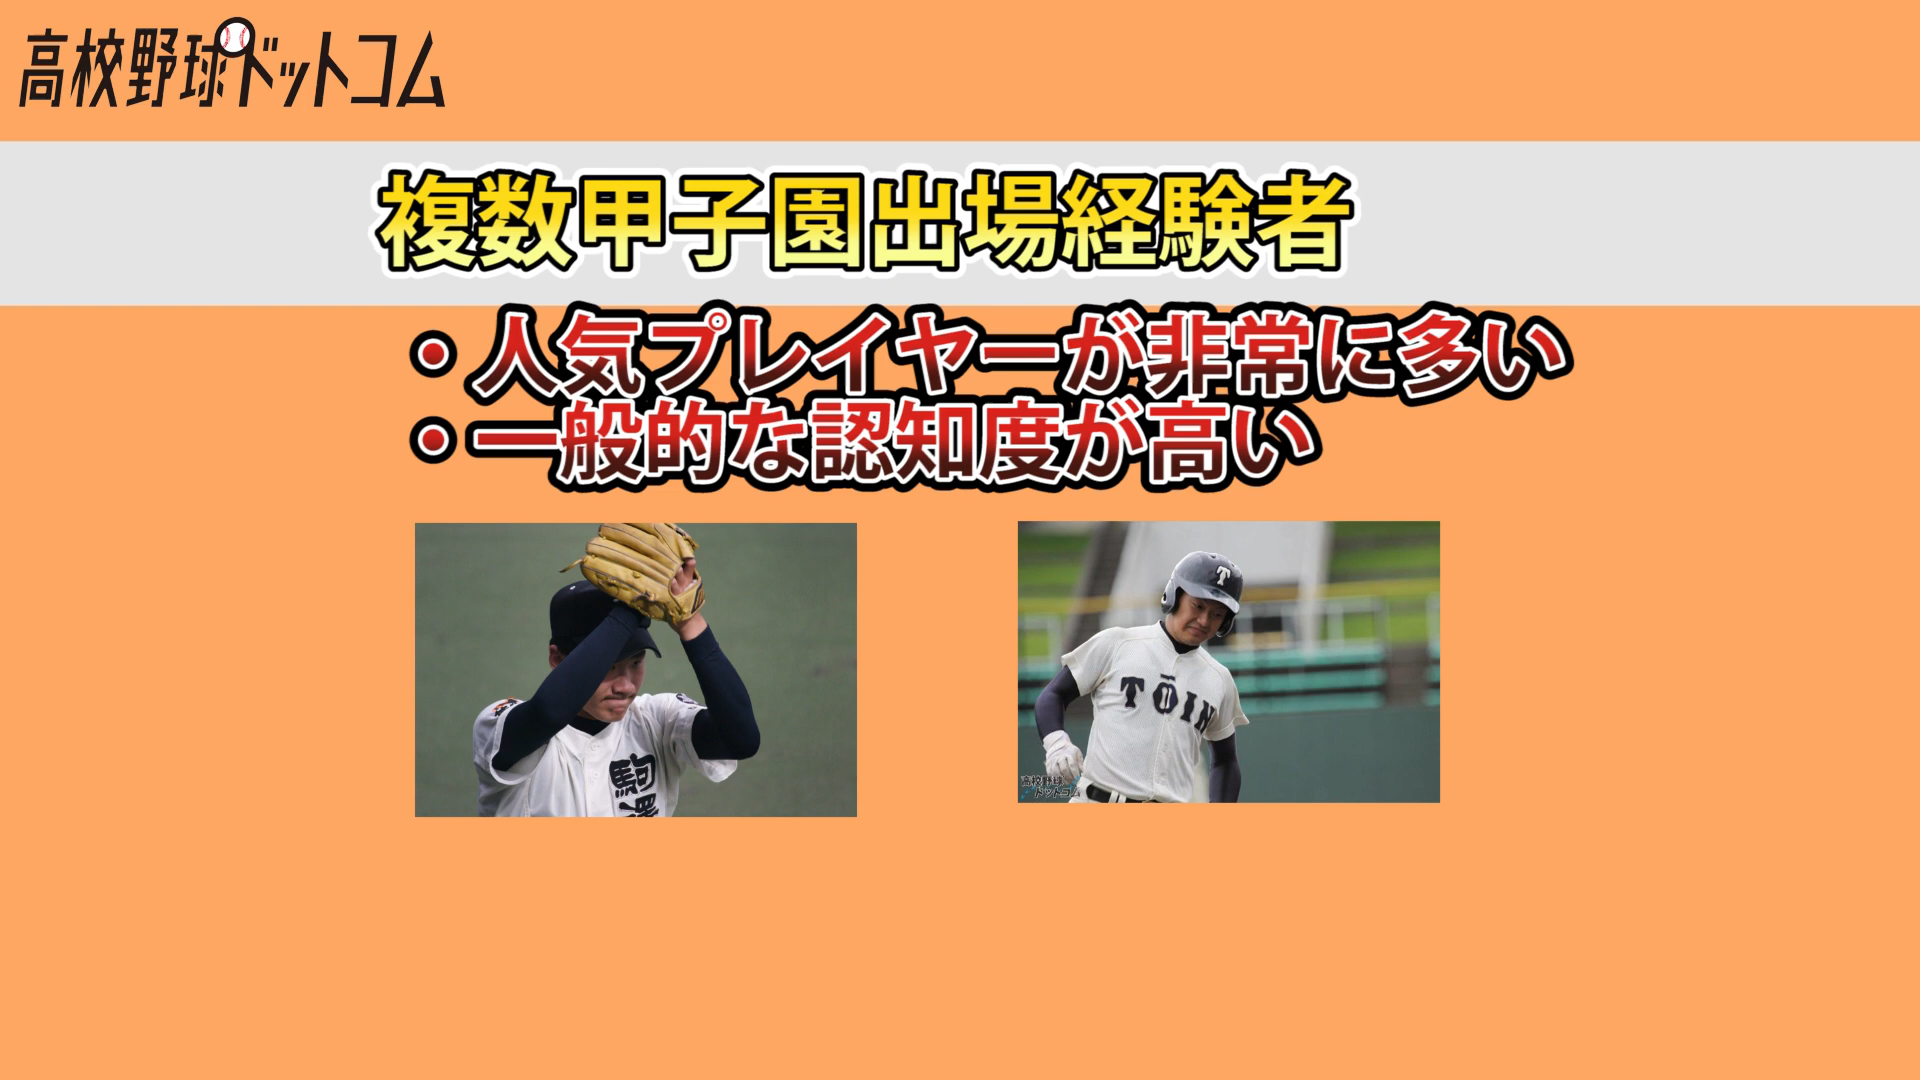 高校野球ドットコム
複数甲子園出場経験者
・人気プレイヤーが非常に多い
・一般的な認知度が高い
T
TŌIN
駒澤
高校野球
ドットコム